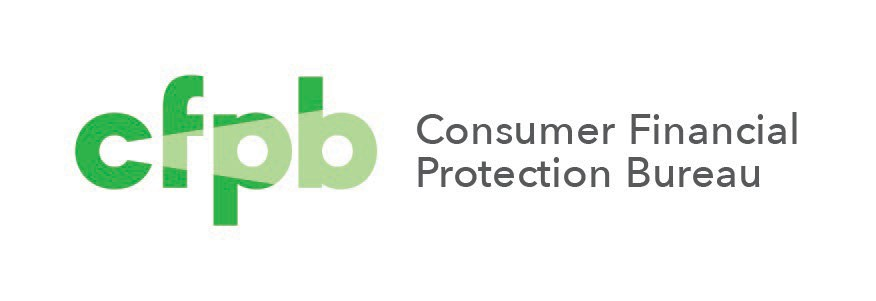 cfpb
Consumer Financial
Protection Bureau